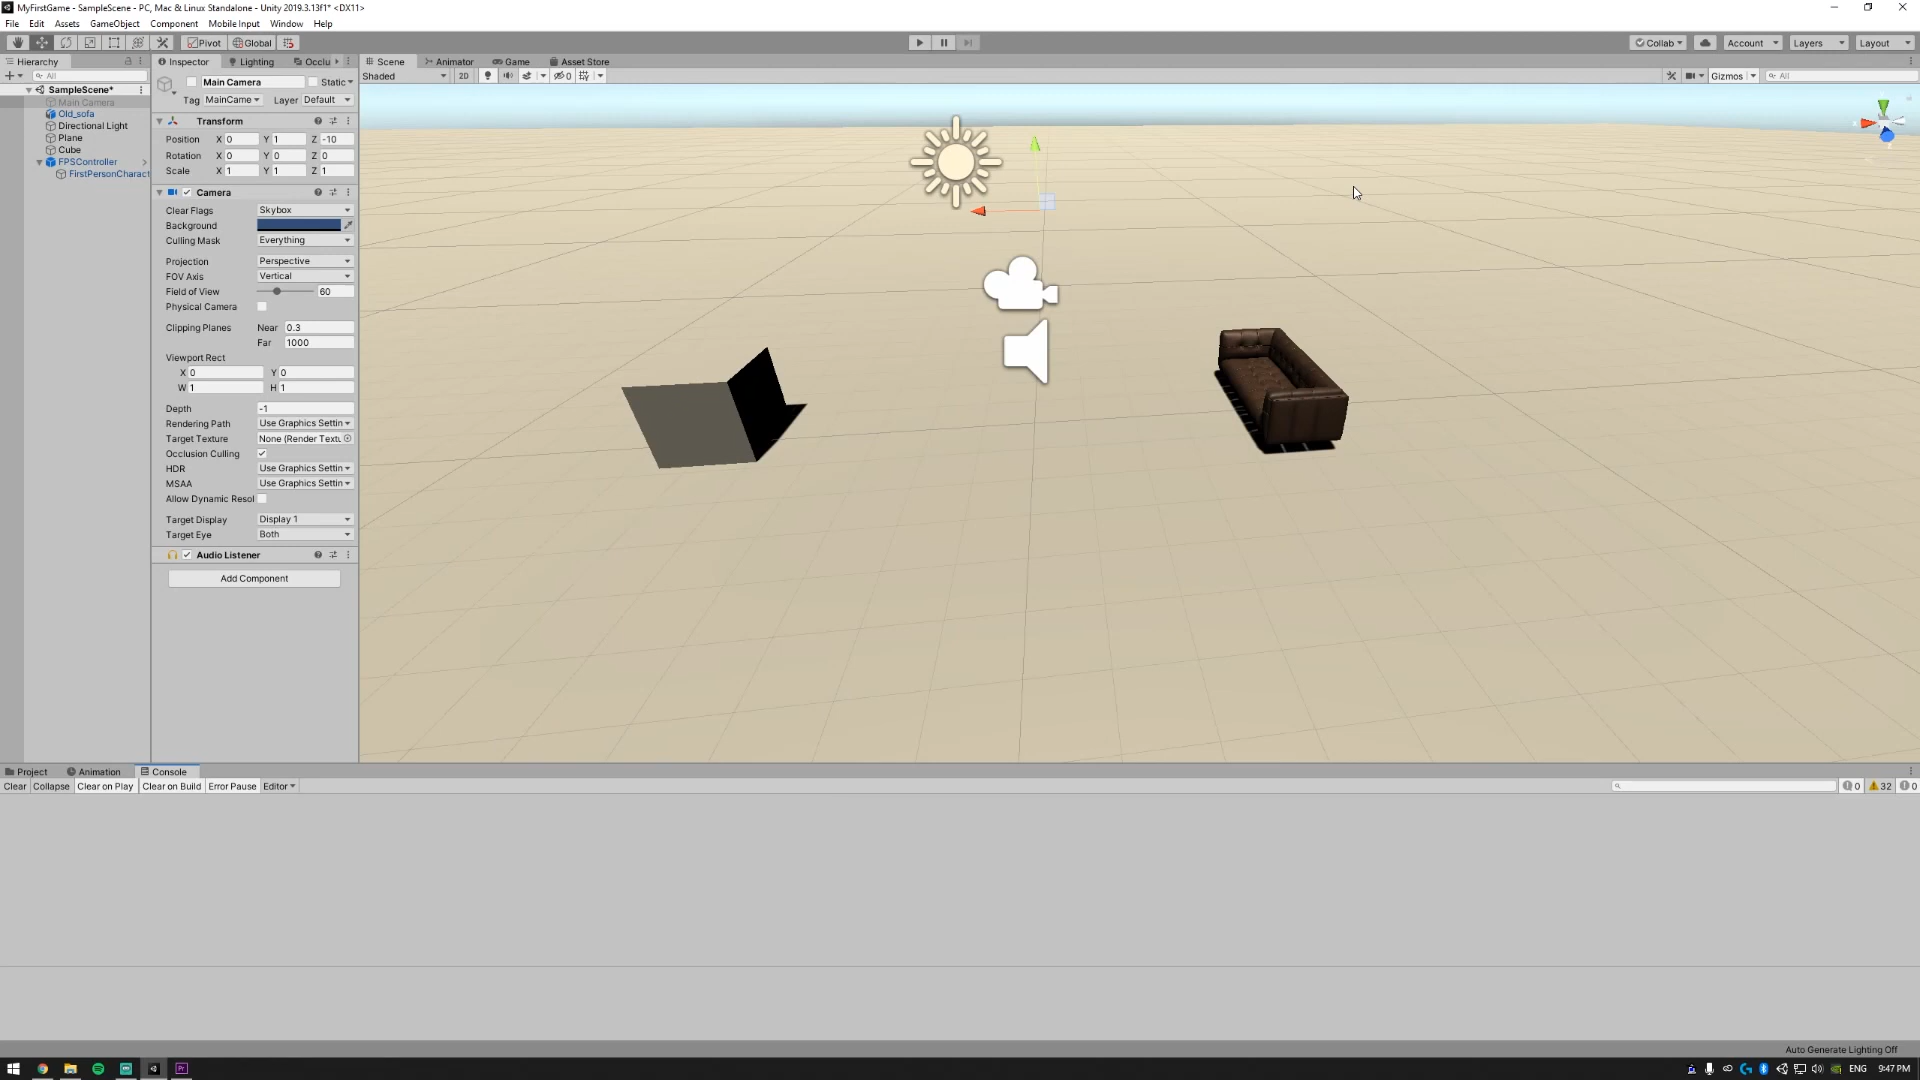 MyFirstGame - SampleScene - PC, Mac & Linux Standalone - Unity 2019.3.13f1* <DX11>
File Edit Assets GameObject Component Mobile Input Window Help
Pivot Global Collab Account Layers Layout
Hierarchy
All
SampleScene*
Main Camera
Old_sofa
Directional Light
Plane
Cube
FPSController
FirstPersonCharact
Inspector Lighting Occlu
Main Camera Static
Tag MainCame Layer Default
Transform
Position X 0 Y 1 Z -10
Rotation X 0 Y 0 Z 0
Scale X 1 Y 1 Z 1
Camera
Clear Flags Skybox
Background
Culling Mask Everything
Projection Perspective
FOV Axis Vertical
Field of View 60
Physical Camera
Clipping Planes Near 0.3
Far 1000
Viewport Rect
X 0 Y 0
W 1 H 1
Depth -1
Rendering Path Use Graphics Settin
Target Texture None (Render Textu
Occlusion Culling
HDR Use Graphics Settin
MSAA Use Graphics Settin
Allow Dynamic Resol
Target Display Display 1
Target Eye Both
Audio Listener
Add Component
Scene Animator Game Asset Store
Shaded 2D 0 Gizmos All
Project Animation Console
Clear Collapse Clear on Play Clear on Build Error Pause Editor 0 32 0
Auto Generate Lighting Off
Pr ENG 9:47 PM